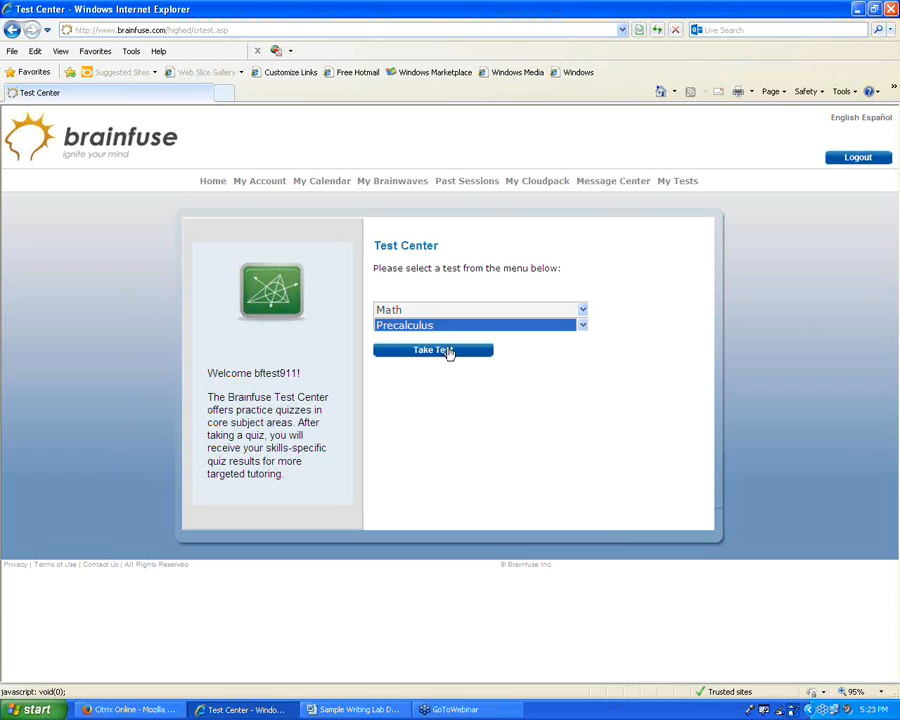 Test Center - Windows Internet Explorer
http://www.brainfuse.com/highed/crtest.asp
Live Search
File Edit View Favorites Tools Help
Favorites Suggested Sites Web Slice Gallery Customize Links Free Hotmail Windows Marketplace Windows Media Windows
Test Center
Page Safety Tools
English Español
brainfuse
ignite your mind
Logout
Home My Account My Calendar My Brainwaves Past Sessions My Cloudpack Message Center My Tests
Test Center
Please select a test from the menu below:
Math
Precalculus
Take Test
Welcome bftest911!
The Brainfuse Test Center
offers practice quizzes in
core subject areas. After
taking a quiz, you will
receive your skills-specific
quiz results for more
targeted tutoring.
Privacy | Terms of Use | Contact Us | All Rights Reserved
© Brainfuse Inc.
javascript: void(0);
Trusted sites
95%
start
Citrix Online - Mozilla ...
Test Center - Windo...
Sample Writing Lab D...
GoToWebinar
5:23 PM